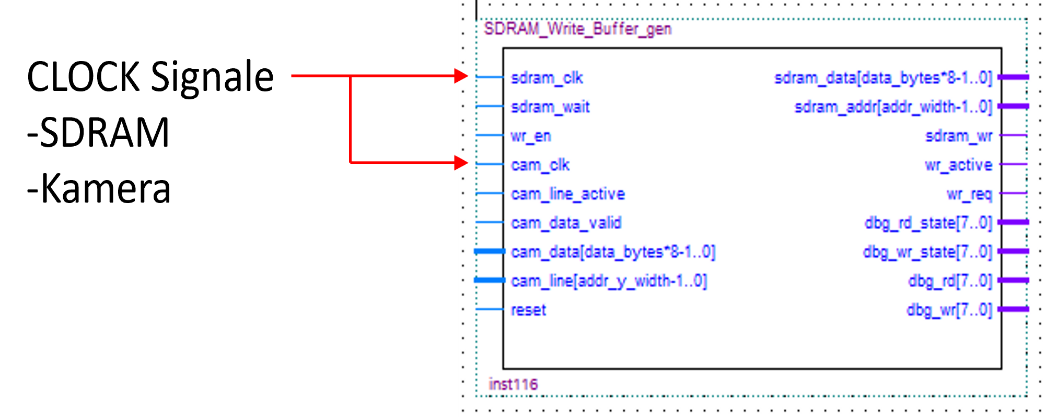 CLOCK Signale
-SDRAM
-Kamera
SDRAM_Write_Buffer_gen
sdram_clk sdram_data[data_bytes*8-1..0]
sdram_wait sdram_addr[addr_width-1..0]
wr_en sdram_wr
cam_clk wr_active
cam_line_active wr_req
cam_data_valid dbg_rd_state[7..0]
cam_data[data_bytes*8-1..0] dbg_wr_state[7..0]
cam_line[addr_y_width-1..0] dbg_rd[7..0]
reset dbg_wr[7..0]
inst116